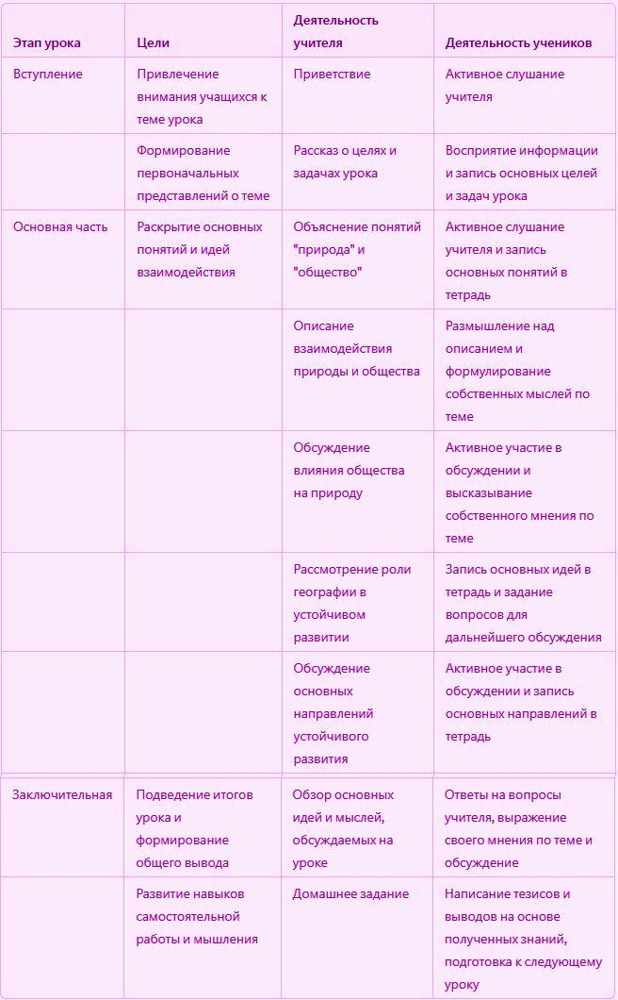 Этап урока
Цели
Деятельность
учителя
Деятельность учеников
Вступление
Привлечение
внимания учащихся к
теме урока
Приветствие
Активное слушание
учителя
Формирование
первоначальных
представлений о теме
Рассказ о целях и
задачах урока
Восприятие информации
и запись основных целей
и задач урока
Основная часть
Раскрытие основных
понятий и идей
взаимодействия
Объяснение понятий
"природа" и
"общество"
Активное слушание
учителя и запись
основных понятий в
тетрадь
Описание
взаимодействия
природы и общества
Размышление над
описанием и
формулирование
собственных мыслей по
теме
Обсуждение
влияния общества
на природу
Активное участие в
обсуждении и
высказывание
собственного мнения по
теме
Рассмотрение роли
географии в
устойчивом
развитии
Запись основных идей в
тетрадь и задание
вопросов для
дальнейшего обсуждения
Обсуждение
основных
направлений
устойчивого
развития
Активное участие в
обсуждении и запись
основных направлений в
тетрадь
Заключительная
Подведение итогов
урока и
формирование
общего вывода
Обзор основных
идей и мыслей,
обсуждаемых на
уроке
Ответы на вопросы
учителя, выражение
своего мнения по теме и
обсуждение
Развитие навыков
самостоятельной
работы и мышления
Домашнее задание
Написание тезисов и
выводов на основе
полученных знаний,
подготовка к следующему
уроку